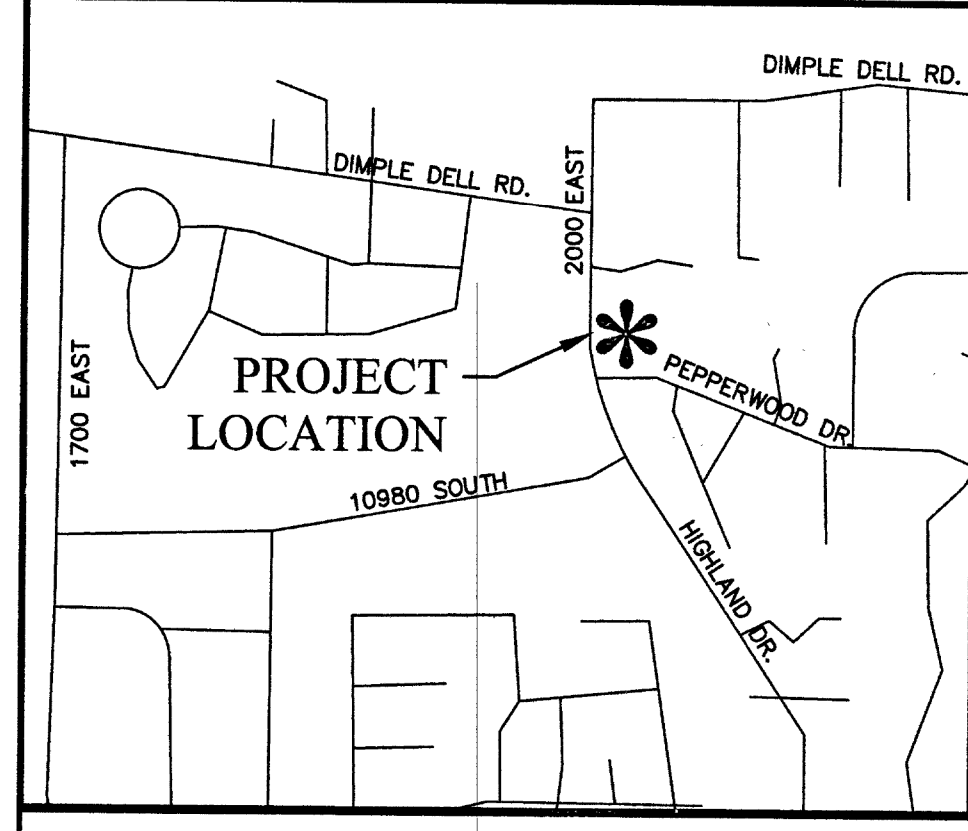 DIMPLE DELL RD.
DIMPLE DELL RD.
2000 EAST
1700 EAST
PROJECT
LOCATION
PEPPERWOOD DR.
10980 SOUTH
HIGHLAND DR.